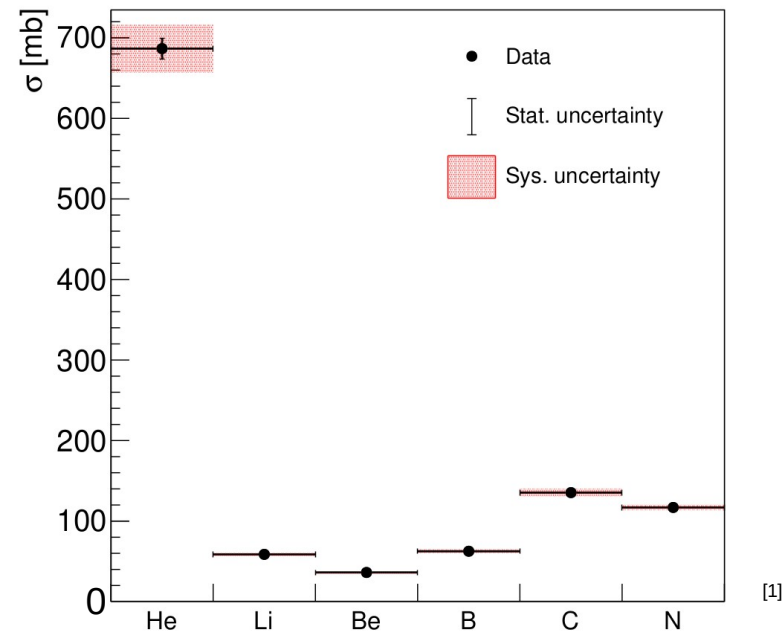 σ [mb]
700
600
500
400
300
200
100
0
Data
Stat. uncertainty
Sys. uncertainty
He Li Be B C N
[1]